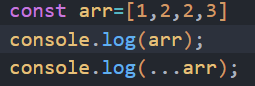 const arr=[1,2,2,3]
console.log(arr);
console.log(...arr);